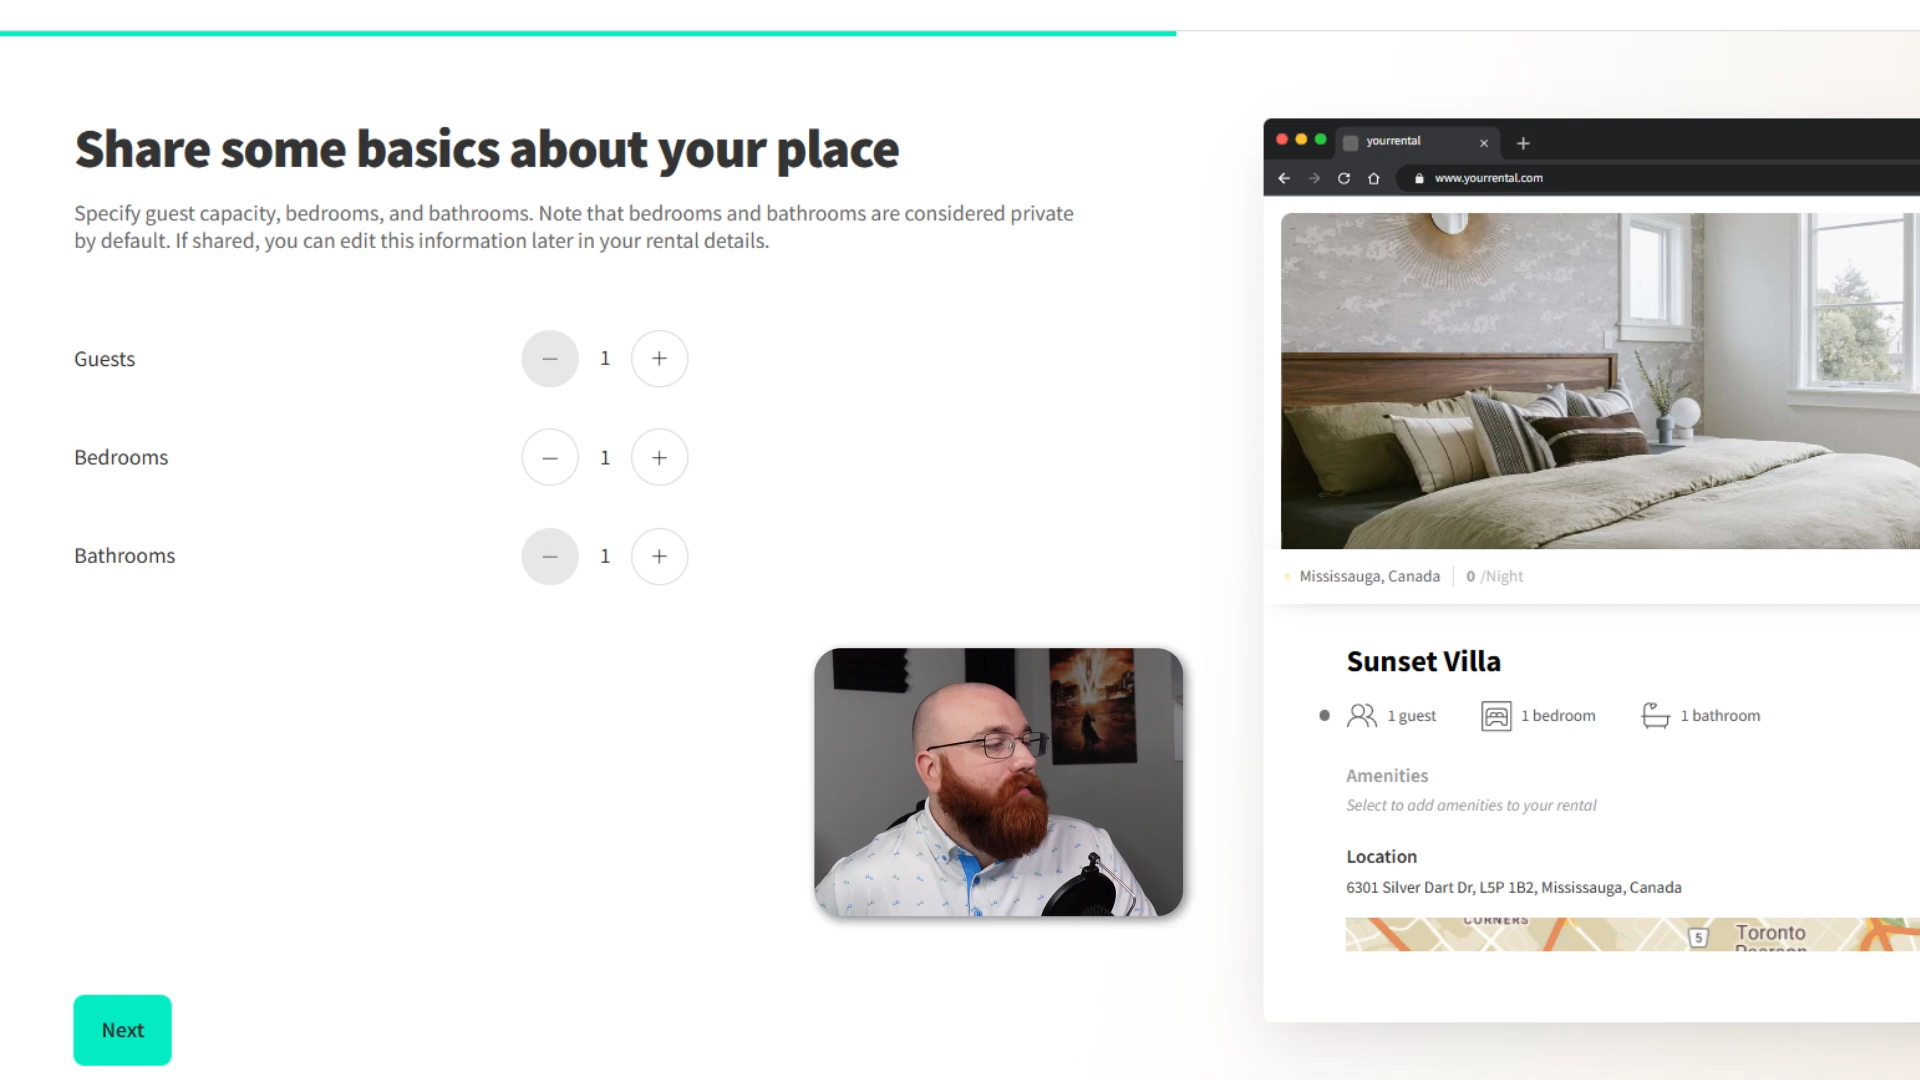 Share some basics about your place
Specify guest capacity, bedrooms, and bathrooms. Note that bedrooms and bathrooms are considered private
by default. If shared, you can edit this information later in your rental details.
Guests
1
Bedrooms
1
Bathrooms
1
Next
yourrental
www.yourrental.com
Mississauga, Canada
0 /Night
Sunset Villa
1 guest
1 bedroom
1 bathroom
Amenities
Select to add amenities to your rental
Location
6301 Silver Dart Dr, L5P 1B2, Mississauga, Canada
CORNERS
5
Toronto
Pearson